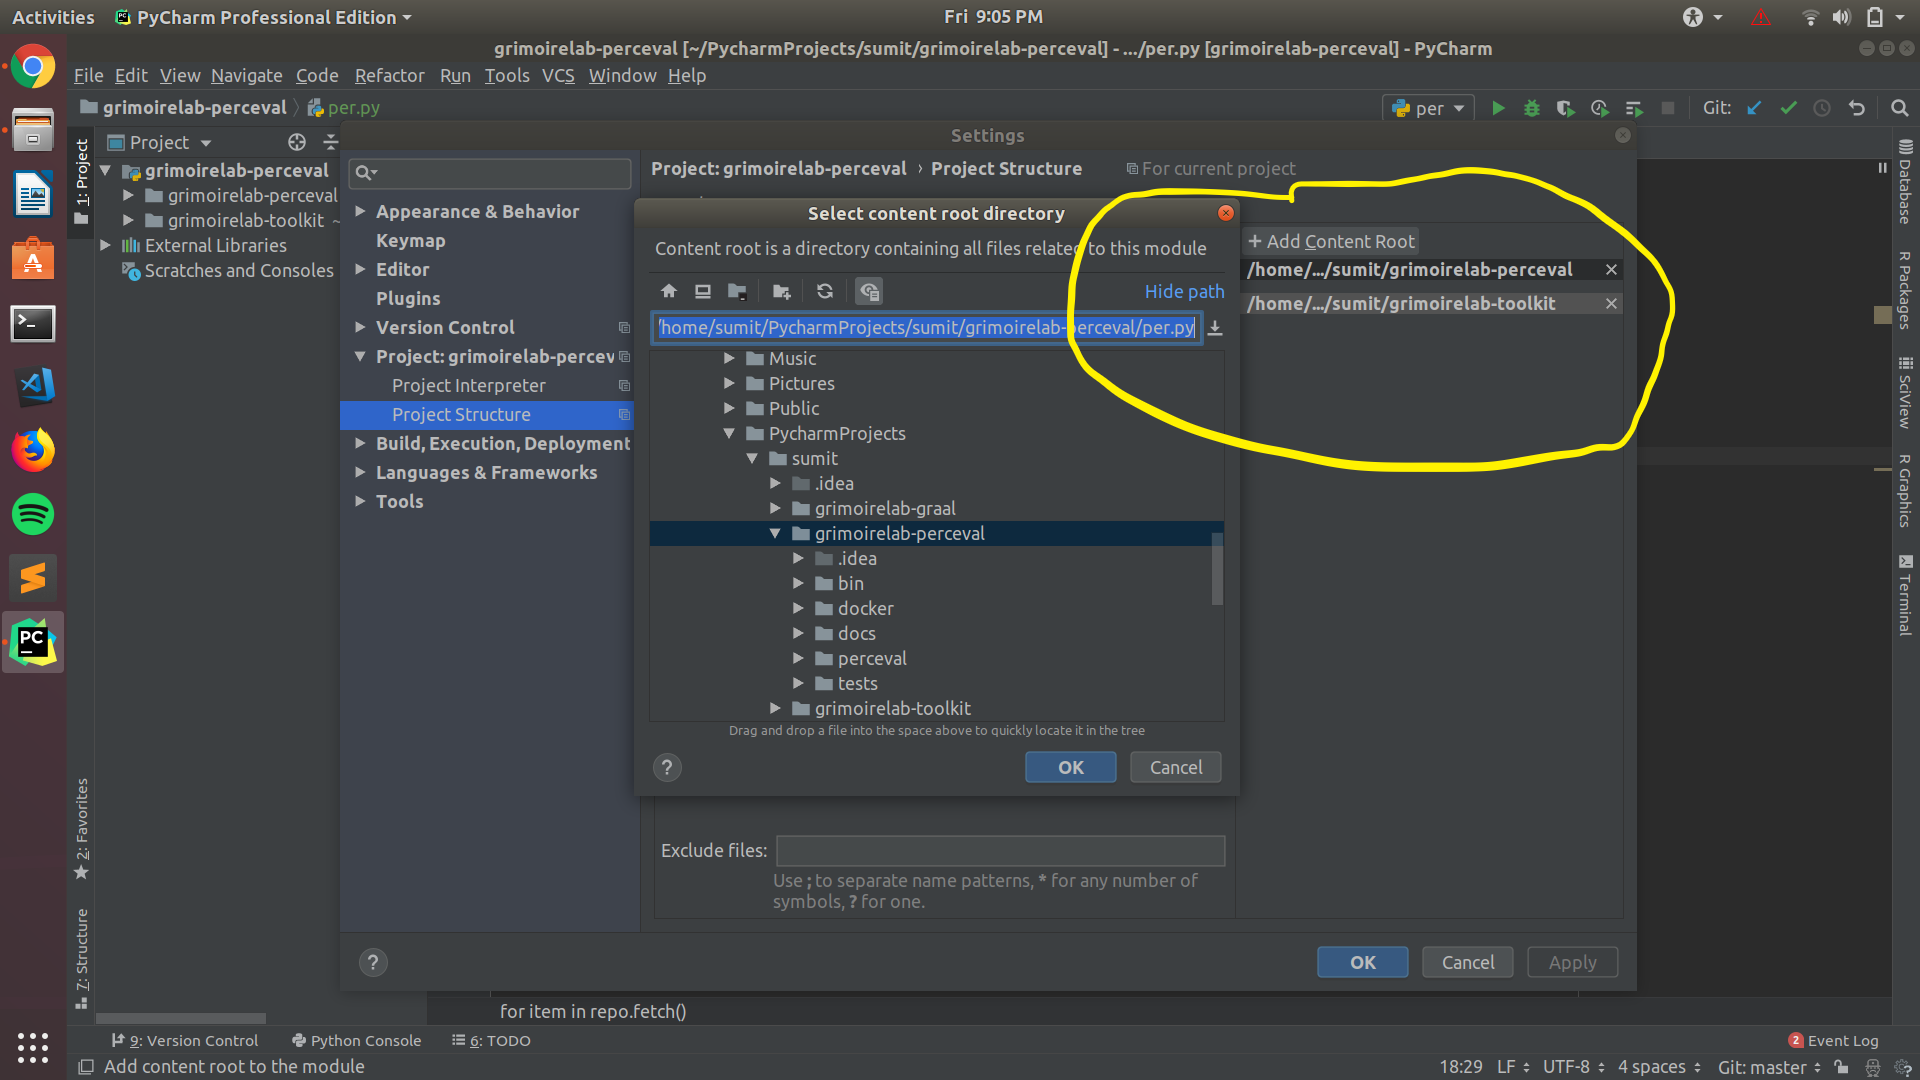 Activities PyCharm Professional Edition Fri 9:05 PM
grimoirelab-perceval [~/PycharmProjects/sumit/grimoirelab-perceval] - .../per.py [grimoirelab-perceval] - PyCharm
File Edit View Navigate Code Refactor Run Tools VCS Window Help
grimoirelab-perceval per.py per Git:
1: Project
Project
grimoirelab-perceval
grimoirelab-perceval
grimoirelab-toolkit ~
External Libraries
Scratches and Consoles
2: Favorites
7: Structure
Settings
Appearance & Behavior
Keymap
Editor
Plugins
Version Control
Project: grimoirelab-percev
Project Interpreter
Project Structure
Build, Execution, Deployment
Languages & Frameworks
Tools
Project: grimoirelab-perceval › Project Structure For current project
Select content root directory
Content root is a directory containing all files related to this module
Hide path
/home/sumit/PycharmProjects/sumit/grimoirelab-perceval/per.py
Music
Pictures
Public
PycharmProjects
sumit
.idea
grimoirelab-graal
grimoirelab-perceval
.idea
bin
docker
docs
perceval
tests
grimoirelab-toolkit
Drag and drop a file into the space above to quickly locate it in the tree
? OK Cancel
+ Add Content Root
/home/.../sumit/grimoirelab-perceval
/home/.../sumit/grimoirelab-toolkit
Exclude files:
Use ; to separate name patterns, * for any number of
symbols, ? for one.
? OK Cancel Apply
Database
R Packages
SciView
R Graphics
Terminal
for item in repo.fetch()
9: Version Control Python Console 6: TODO 2 Event Log
Add content root to the module 18:29 LF UTF-8 4 spaces Git: master